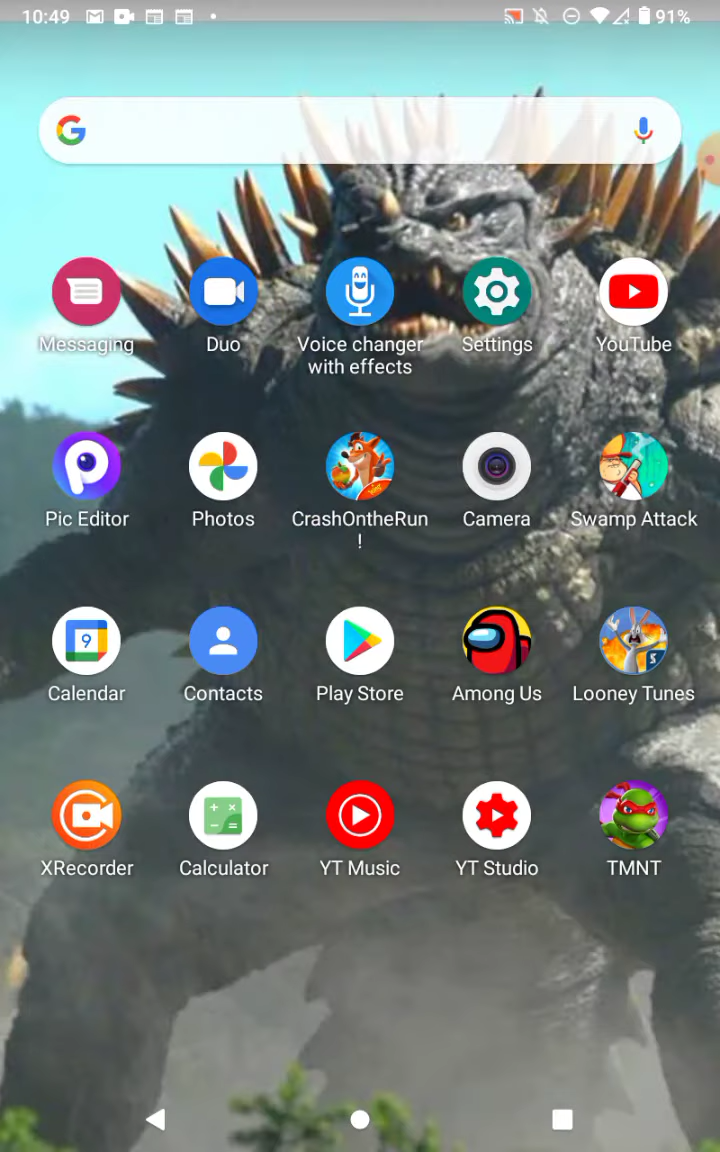 10:49 91%
Messaging Duo Voice changer with effects Settings YouTube
Pic Editor Photos CrashOntheRun! Camera Swamp Attack
9
Calendar Contacts Play Store Among Us Looney Tunes
XRecorder Calculator YT Music YT Studio TMNT